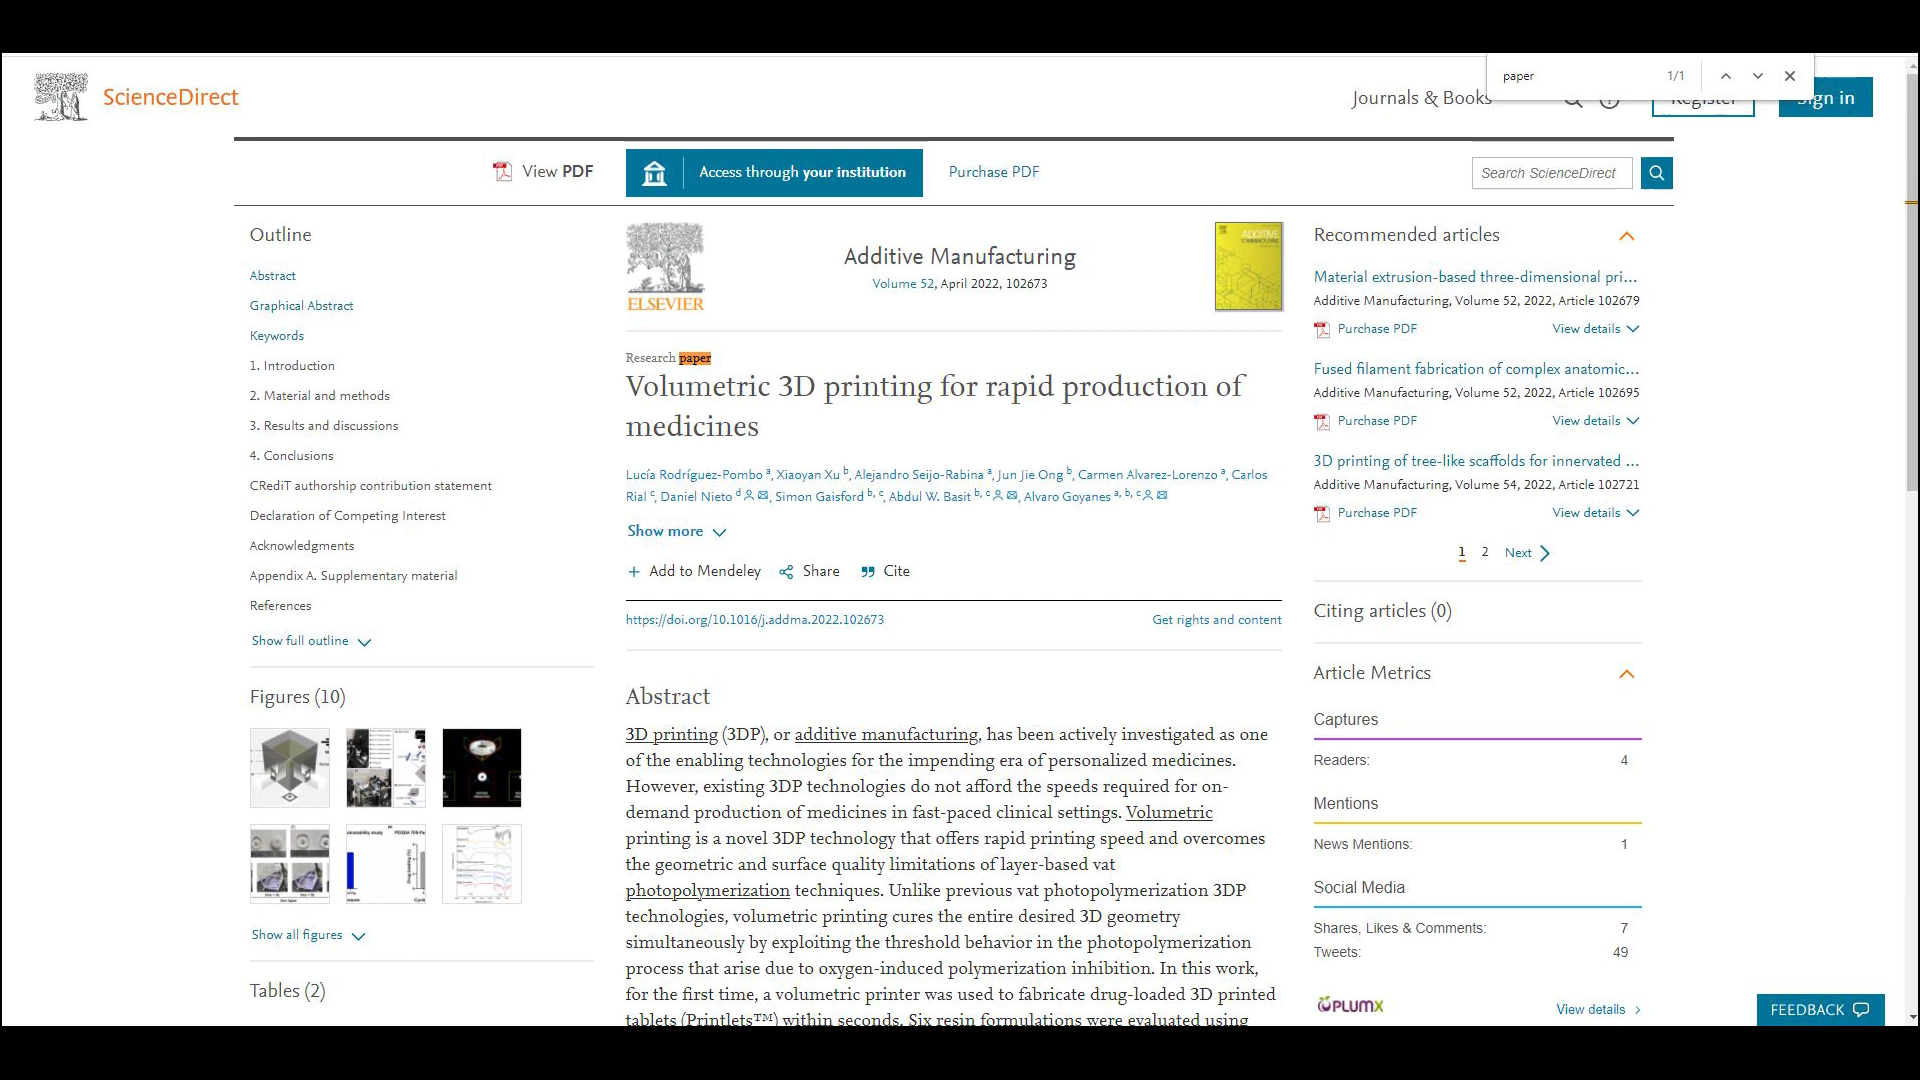 paper 1/1
ScienceDirect
Journals & Books
Register
Sign in
View PDF
Access through your institution
Purchase PDF
Search ScienceDirect
Outline
Abstract
Graphical Abstract
Keywords
1. Introduction
2. Material and methods
3. Results and discussions
4. Conclusions
CRediT authorship contribution statement
Declaration of Competing Interest
Acknowledgments
Appendix A. Supplementary material
References
Show full outline
Figures (10)
Show all figures
Tables (2)
ELSEVIER
Additive Manufacturing
Volume 52, April 2022, 102673
ADDITIVE
MANUFACTURING
Research paper
Volumetric 3D printing for rapid production of
medicines
Lucía Rodríguez-Pombo a, Xiaoyan Xu b, Alejandro Seijo-Rabina a, Jun Jie Ong b, Carmen Alvarez-Lorenzo a, Carlos
Rial c, Daniel Nieto d, Simon Gaisford b, c, Abdul W. Basit b, c, Alvaro Goyanes a, b, c
Show more
+ Add to Mendeley
Share
Cite
https://doi.org/10.1016/j.addma.2022.102673
Get rights and content
Abstract
3D printing (3DP), or additive manufacturing, has been actively investigated as one
of the enabling technologies for the impending era of personalized medicines.
However, existing 3DP technologies do not afford the speeds required for on-
demand production of medicines in fast-paced clinical settings. Volumetric
printing is a novel 3DP technology that offers rapid printing speed and overcomes
the geometric and surface quality limitations of layer-based vat
photopolymerization techniques. Unlike previous vat photopolymerization 3DP
technologies, volumetric printing cures the entire desired 3D geometry
simultaneously by exploiting the threshold behavior in the photopolymerization
process that arise due to oxygen-induced polymerization inhibition. In this work,
for the first time, a volumetric printer was used to fabricate drug-loaded 3D printed
tablets (Printlets™) within seconds. Six resin formulations were evaluated using
Recommended articles
Material extrusion-based three-dimensional pri...
Additive Manufacturing, Volume 52, 2022, Article 102679
Purchase PDF
View details
Fused filament fabrication of complex anatomic...
Additive Manufacturing, Volume 52, 2022, Article 102695
Purchase PDF
View details
3D printing of tree-like scaffolds for innervated ...
Additive Manufacturing, Volume 54, 2022, Article 102721
Purchase PDF
View details
1 2 Next
Citing articles (0)
Article Metrics
Captures
Readers: 4
Mentions
News Mentions: 1
Social Media
Shares, Likes & Comments: 7
Tweets: 49
PLUMX
View details
FEEDBACK